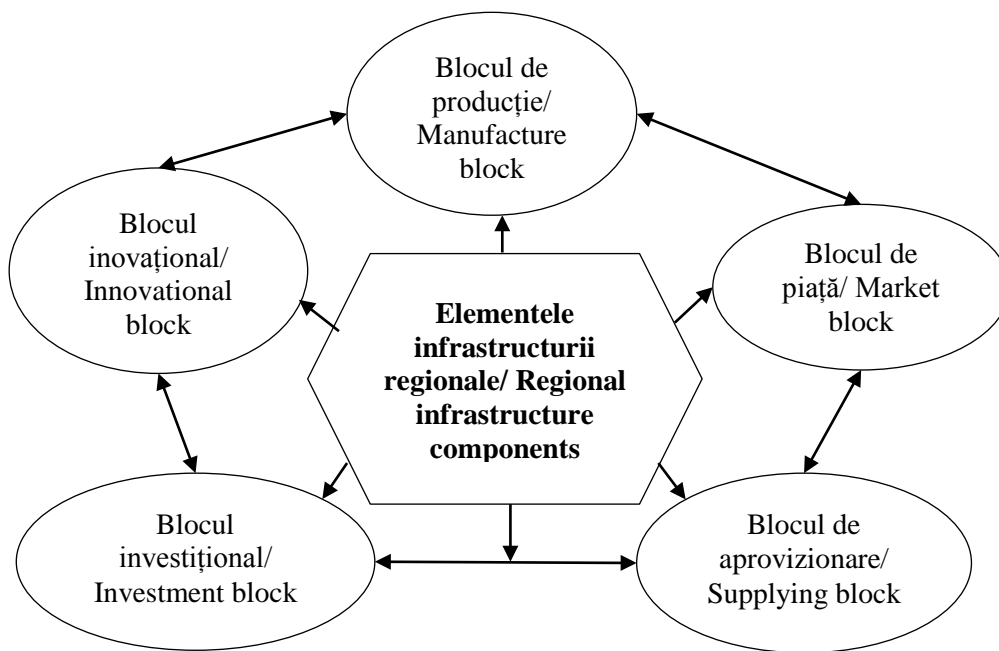 Blocul de
producție/
Manufacture
block
Blocul
inovațional/
Innovational
block
Blocul de
piață/ Market
block
Elementele
infrastructurii
regionale/ Regional
infrastructure
components
Blocul
investițional/
Investment block
Blocul de
aprovizionare/
Supplying block